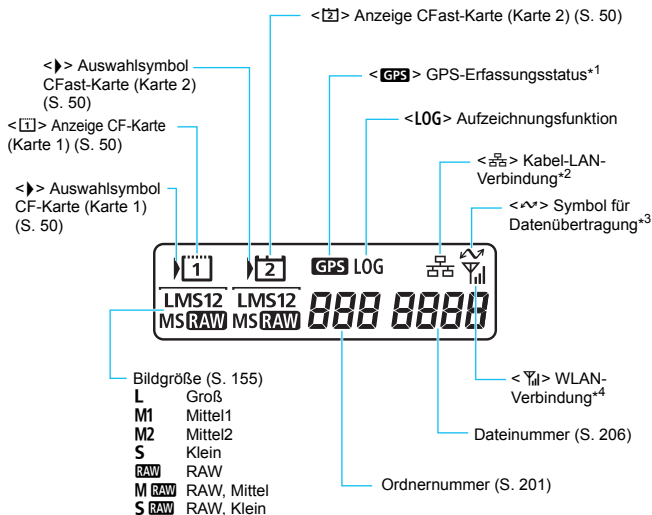 <2> Anzeige CFast-Karte (Karte 2) (S. 50)
< > Auswahlsymbol
CFast-Karte (Karte 2)
(S. 50)
<GPS> GPS-Erfassungsstatus*1
<1> Anzeige CF-Karte
(Karte 1) (S. 50)
<LOG> Aufzeichnungsfunktion
< > Kabel-LAN-
Verbindung*2
< > Auswahlsymbol
CF-Karte (Karte 1)
(S. 50)
< > Symbol für
Datenübertragung*3
1 2 GPS LOG
LMS12 LMS12
MS RAW MS RAW 888 8888
Bildgröße (S. 155)
L Groß
M1 Mittel1
M2 Mittel2
S Klein
RAW RAW
M RAW RAW, Mittel
S RAW RAW, Klein
< > WLAN-
Verbindung*4
Dateinummer (S. 206)
Ordnernummer (S. 201)